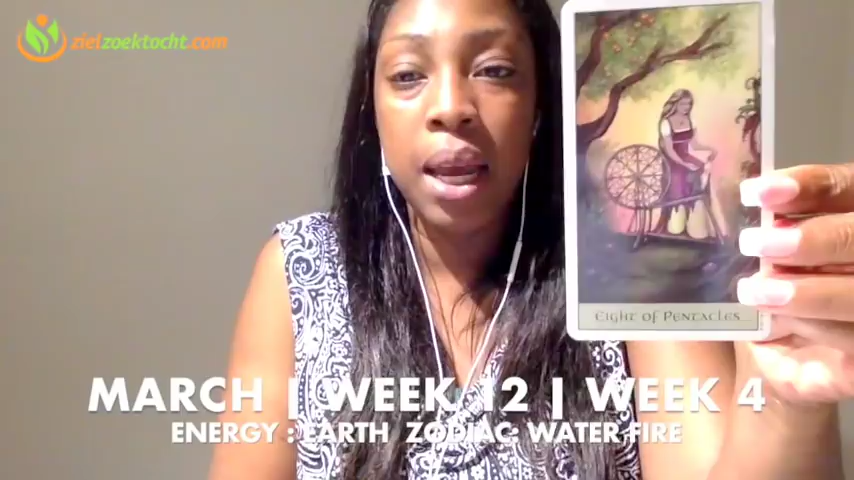 zielzoektocht.com
EIGHT OF PENTACLES
MARCH | WEEK 12 | WEEK 4
ENERGY : EARTH ZODIAC: WATER-FIRE